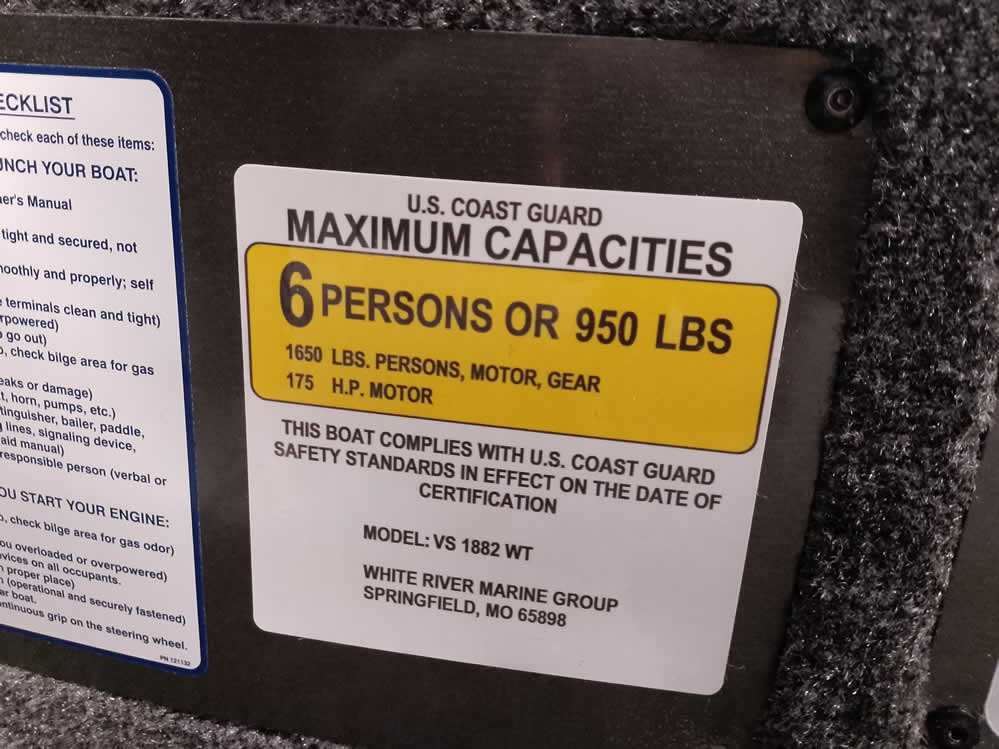 ECKLIST
check each of these items:
UNCH YOUR BOAT:
er's Manual
tight and secured, not
oothly and properly; self
terminals clean and tight)
rpowered)
go out)
, check bilge area for gas
eaks or damage)
t, horn, pumps, etc.)
tinguisher, bailer, paddle,
lines, signaling device,
aid manual)
responsible person (verbal or
OU START YOUR ENGINE:
, check bilge area for gas odor)
ou overloaded or overpowered)
vices on all occupants.
proper place)
(operational and securely fastened)
ar boat.
ntinuous grip on the steering wheel.
PN 121132
U.S. COAST GUARD
MAXIMUM CAPACITIES
6 PERSONS OR 950 LBS
1650 LBS. PERSONS, MOTOR, GEAR
175 H.P. MOTOR
THIS BOAT COMPLIES WITH U.S. COAST GUARD
SAFETY STANDARDS IN EFFECT ON THE DATE OF
CERTIFICATION
MODEL: VS 1882 WT
WHITE RIVER MARINE GROUP
SPRINGFIELD, MO 65898